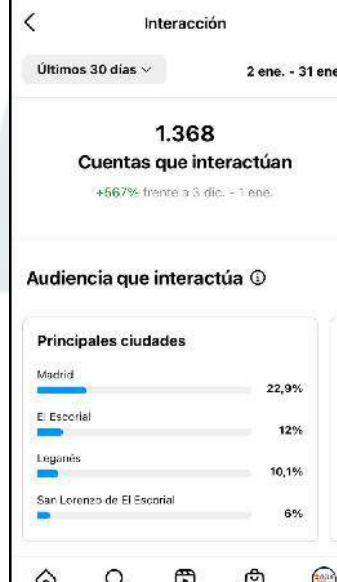 Interacción
Últimos 30 días
2 ene. - 31 ene
1.368
Cuentas que interactúan
+567% frente a 3 dic. - 1 ene.
Audiencia que interactúa
Principales ciudades
Madrid
22,9%
El Escorial
12%
Leganés
10,1%
San Lorenzo de El Escorial
6%